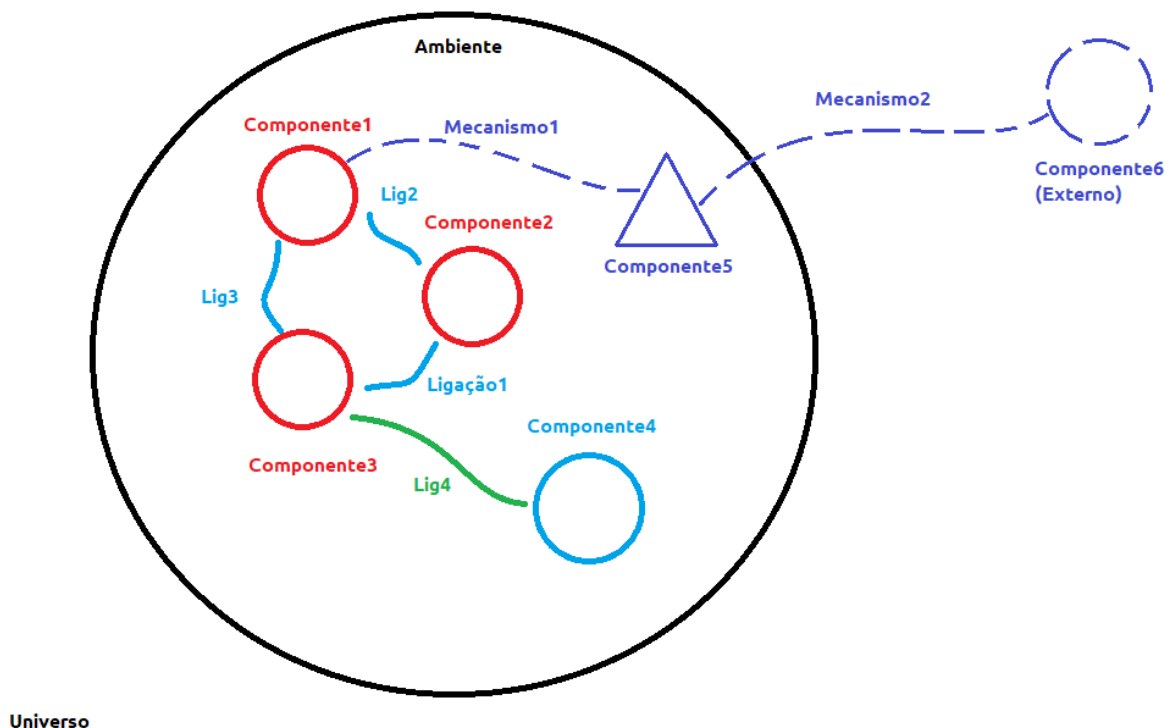 Ambiente
Mecanismo2
Componente1
Mecanismo1
Componente6
(Externo)
Lig2
Componente2
Componente5
Lig3
Ligação1
Componente4
Componente3
Lig4
Universo